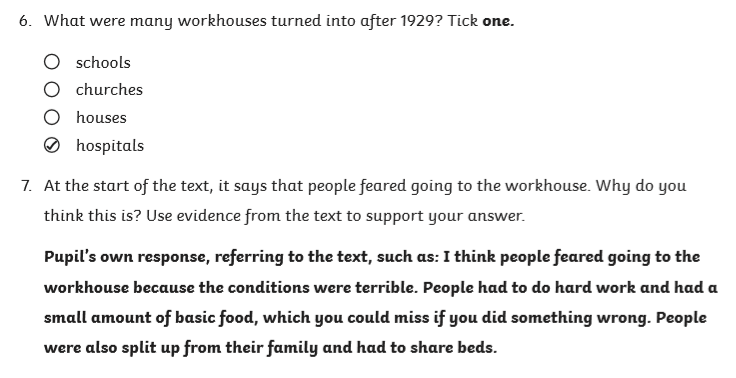 6. What were many workhouses turned into after 1929? Tick one.
schools
churches
houses
hospitals
7. At the start of the text, it says that people feared going to the workhouse. Why do you
think this is? Use evidence from the text to support your answer.
Pupil's own response, referring to the text, such as: I think people feared going to the
workhouse because the conditions were terrible. People had to do hard work and had a
small amount of basic food, which you could miss if you did something wrong. People
were also split up from their family and had to share beds.